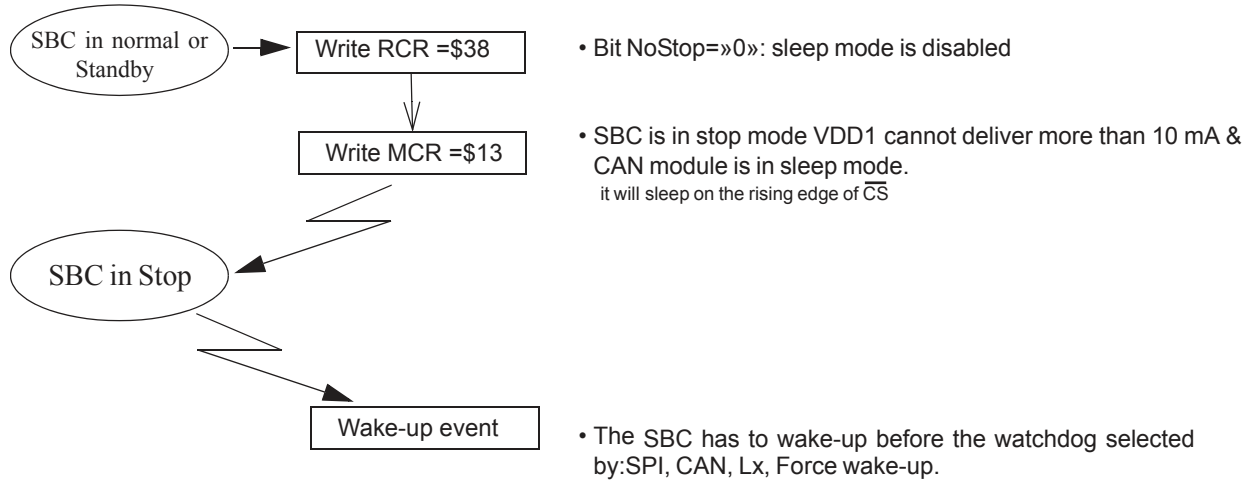 SBC in normal or
Standby
Write RCR =$38
• Bit NoStop=»0»: sleep mode is disabled
Write MCR =$13
• SBC is in stop mode VDD1 cannot deliver more than 10 mA &
CAN module is in sleep mode.
it will sleep on the rising edge of C̅S̅
SBC in Stop
Wake-up event
• The SBC has to wake-up before the watchdog selected
by:SPI, CAN, Lx, Force wake-up.